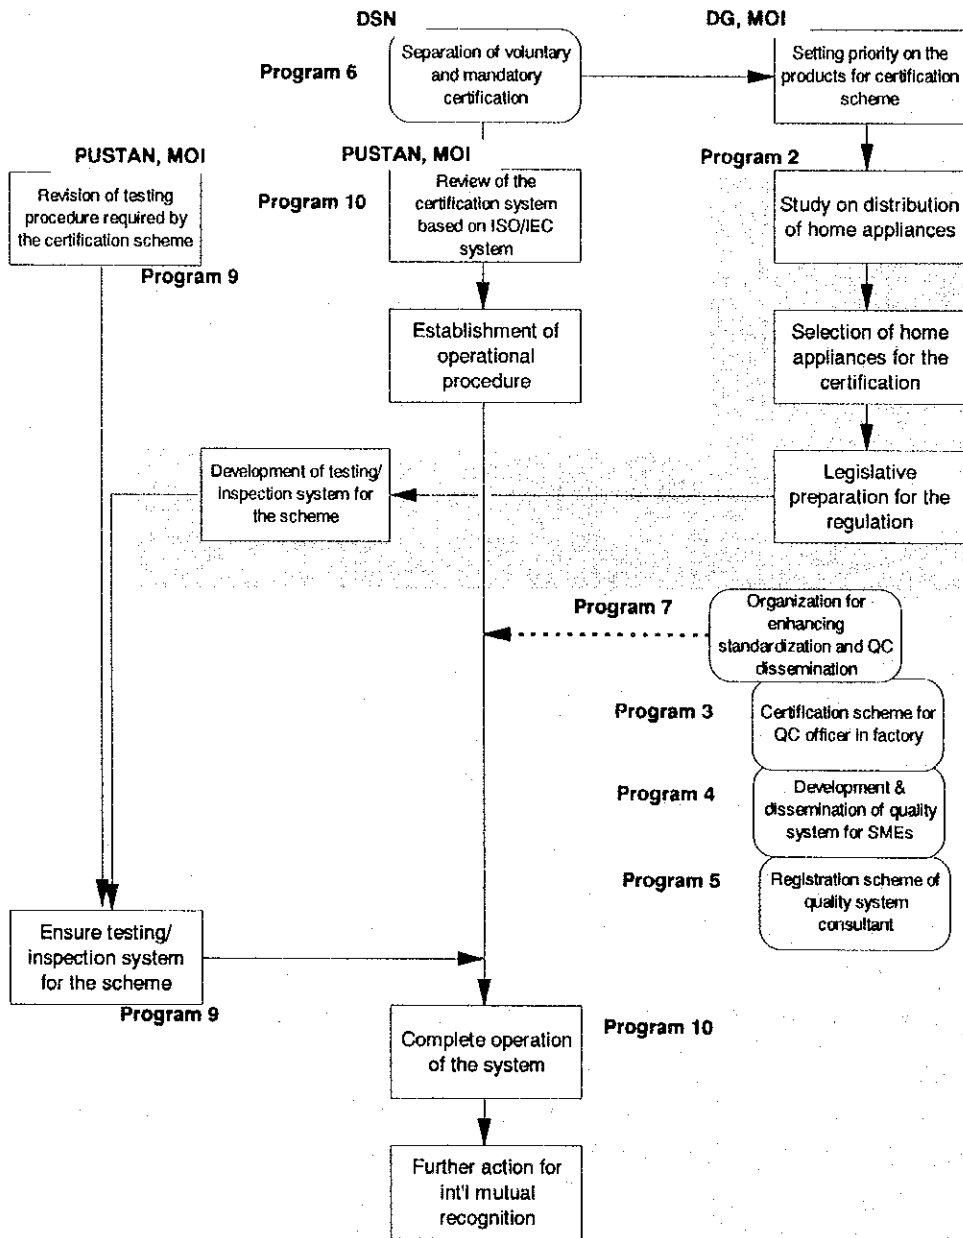 DSN
DG, MOI
Program 6
Separation of voluntary
and mandatory
certification
Setting priority on the
products for certification
scheme
PUSTAN, MOI
PUSTAN, MOI
Program 2
Revision of testing
procedure required by
the certification scheme
Program 10
Review of the
certification system
based on ISO/IEC
system
Study on distribution
of home appliances
Program 9
Establishment of
operational
procedure
Selection of home
appliances for the
certification
Development of testing/
inspection system for
the scheme
Legislative
preparation for the
regulation
Program 7
Organization for
enhancing
standardization and QC
dissemination
Program 3
Certification scheme for
QC officer in factory
Program 4
Development &
dissemination of quality
system for SMEs
Program 5
Registration scheme of
quality system
consultant
Ensure testing/
inspection system
for the scheme
Program 9
Complete operation
of the system
Program 10
Further action for
int'l mutual
recognition